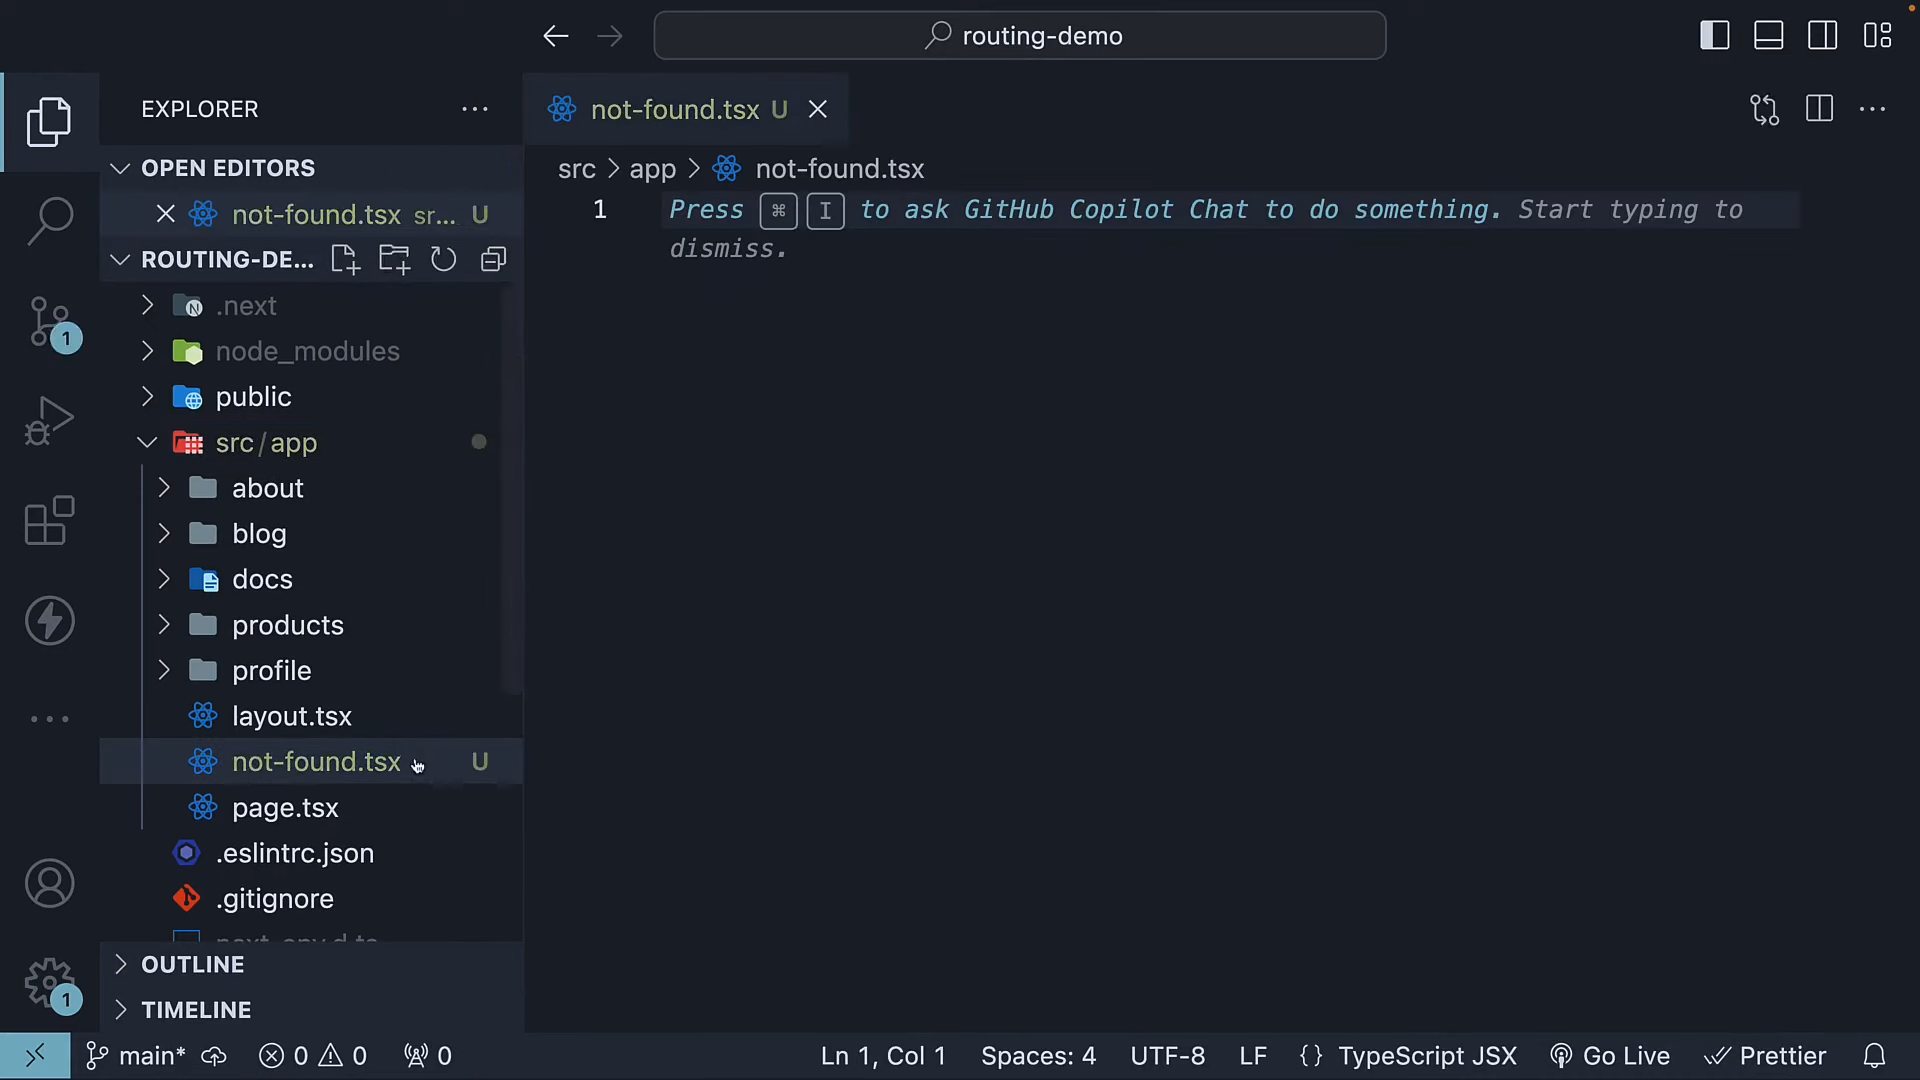 routing-demo
EXPLORER
not-found.tsx U
OPEN EDITORS
not-found.tsx sr... U
src > app > not-found.tsx
1 Press ⌘ I to ask GitHub Copilot Chat to do something. Start typing to
dismiss.
ROUTING-DE...
.next
node_modules
public
src / app
about
blog
docs
products
profile
layout.tsx
not-found.tsx U
page.tsx
.eslintrc.json
.gitignore
OUTLINE
TIMELINE
1
1
main* 0 0 0 Ln 1, Col 1 Spaces: 4 UTF-8 LF {} TypeScript JSX Go Live Prettier